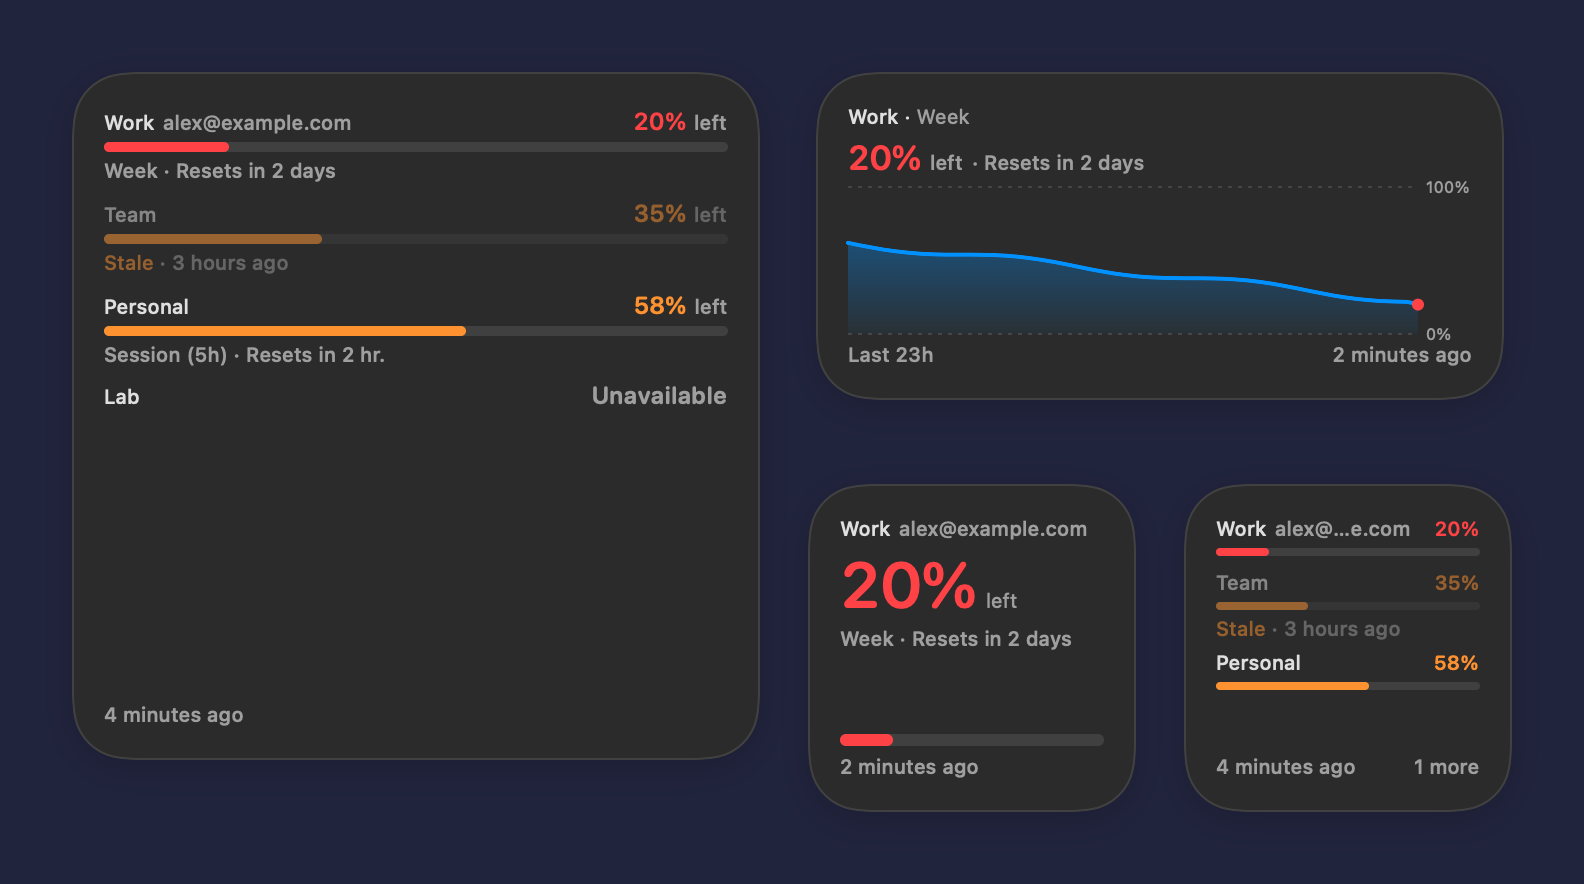 Work alex@example.com 20% left
Week · Resets in 2 days
Team 35% left
Stale · 3 hours ago
Personal 58% left
Session (5h) · Resets in 2 hr.
Lab Unavailable
4 minutes ago
Work · Week
20% left · Resets in 2 days
100%
0%
Last 23h 2 minutes ago
Work alex@example.com
20% left
Week · Resets in 2 days
2 minutes ago
Work alex@...e.com 20%
Team 35%
Stale · 3 hours ago
Personal 58%
4 minutes ago 1 more